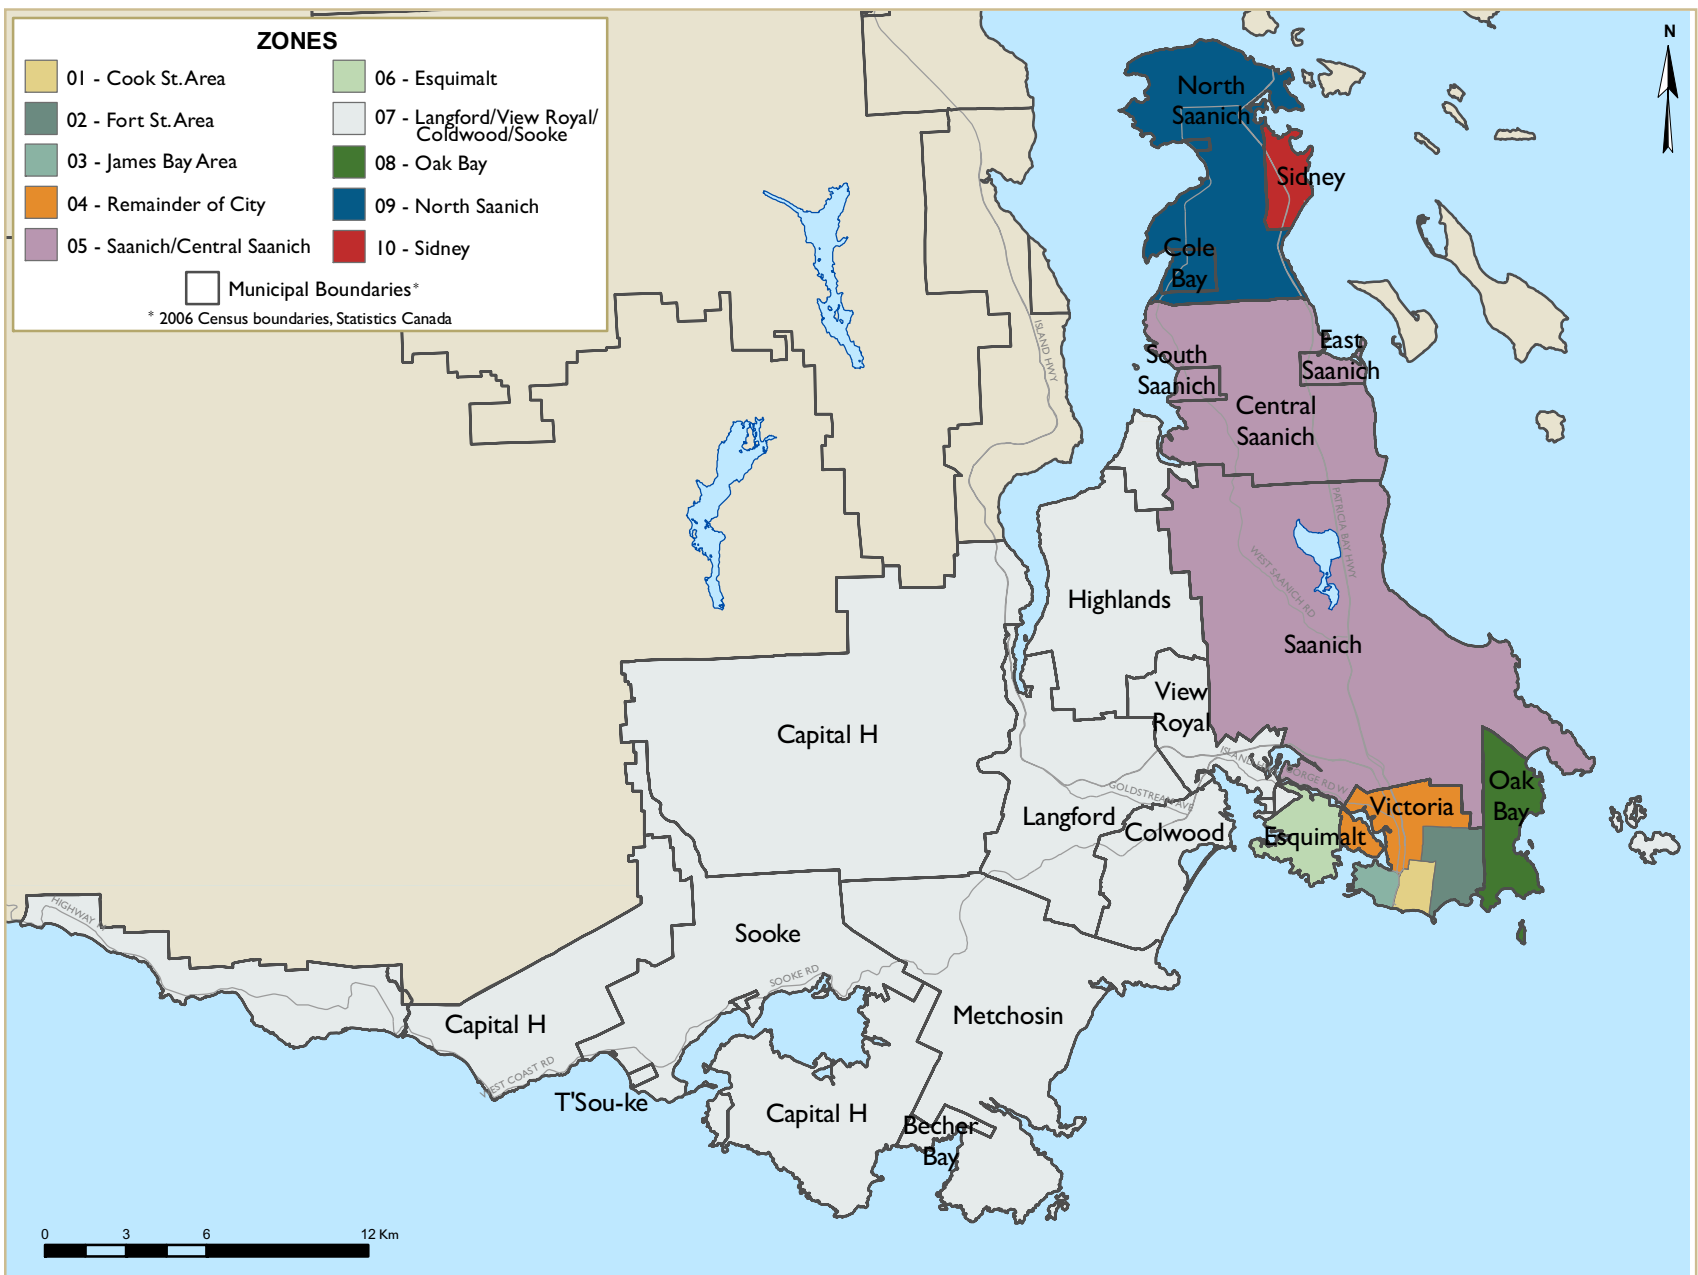 ZONES
01 - Cook St. Area
02 - Fort St. Area
03 - James Bay Area
04 - Remainder of City
05 - Saanich/Central Saanich
06 - Esquimalt
07 - Langford/View Royal/
Coldwood/Sooke
08 - Oak Bay
09 - North Saanich
10 - Sidney
Municipal Boundaries*
* 2006 Census boundaries, Statistics Canada
N
North
Saanich
Sidney
Cole
Bay
ISLAND HWY
South
Saanich
East
Saanich
Central
Saanich
PATRICIA BAY HWY
WEST SAANICH RD
Highlands
Saanich
View
Royal
Capital H
ISLAND HWY
GEORGE RD W
GOLDSTREAM AVE
Langford
Colwood
Esquimalt
Victoria
Oak
Bay
HIGHWAY
Sooke
SOOKE RD
Capital H
Metchosin
WEST COAST RD
T'Sou-ke
Capital H
Becher
Bay
0 3 6 12 Km